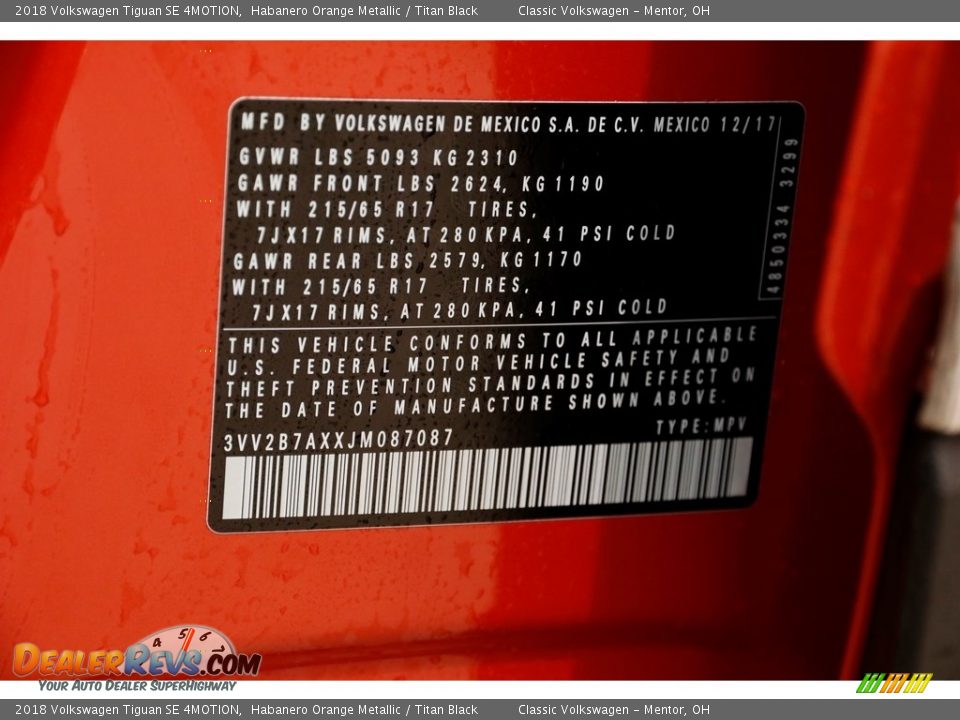 2018 Volkswagen Tiguan SE 4MOTION,  Habanero Orange Metallic / Titan Black        Classic Volkswagen – Mentor, OH
MFD BY VOLKSWAGEN DE MEXICO S.A. DE C.V. MEXICO 12/17
GVWR LBS 5093 KG 2310
GAWR FRONT LBS 2624, KG 1190
WITH 215/65 R17 TIRES,
7JX17 RIMS, AT 280 KPA, 41 PSI COLD
GAWR REAR LBS 2579, KG 1170
WITH 215/65 R17 TIRES,
7JX17 RIMS, AT 280 KPA, 41 PSI COLD
4850334 3299
THIS VEHICLE CONFORMS TO ALL APPLICABLE
U.S. FEDERAL MOTOR VEHICLE SAFETY AND
THEFT PREVENTION STANDARDS IN EFFECT ON
THE DATE OF MANUFACTURE SHOWN ABOVE.
3VV2B7AXXJM087087 TYPE:MPV
4 5 6
DEALERREVS.COM
YOUR AUTO DEALER SUPERHIGHWAY
2018 Volkswagen Tiguan SE 4MOTION,  Habanero Orange Metallic / Titan Black        Classic Volkswagen – Mentor, OH